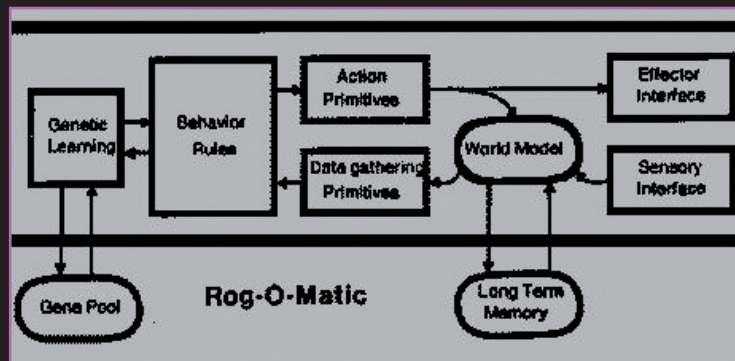 Genetic
Learning
Behavior
Rules
Action
Primitives
Data gathering
Primitives
World Model
Effector
Interface
Sensory
Interface
Gene Pool
Rog-O-Matic
Long Term
Memory